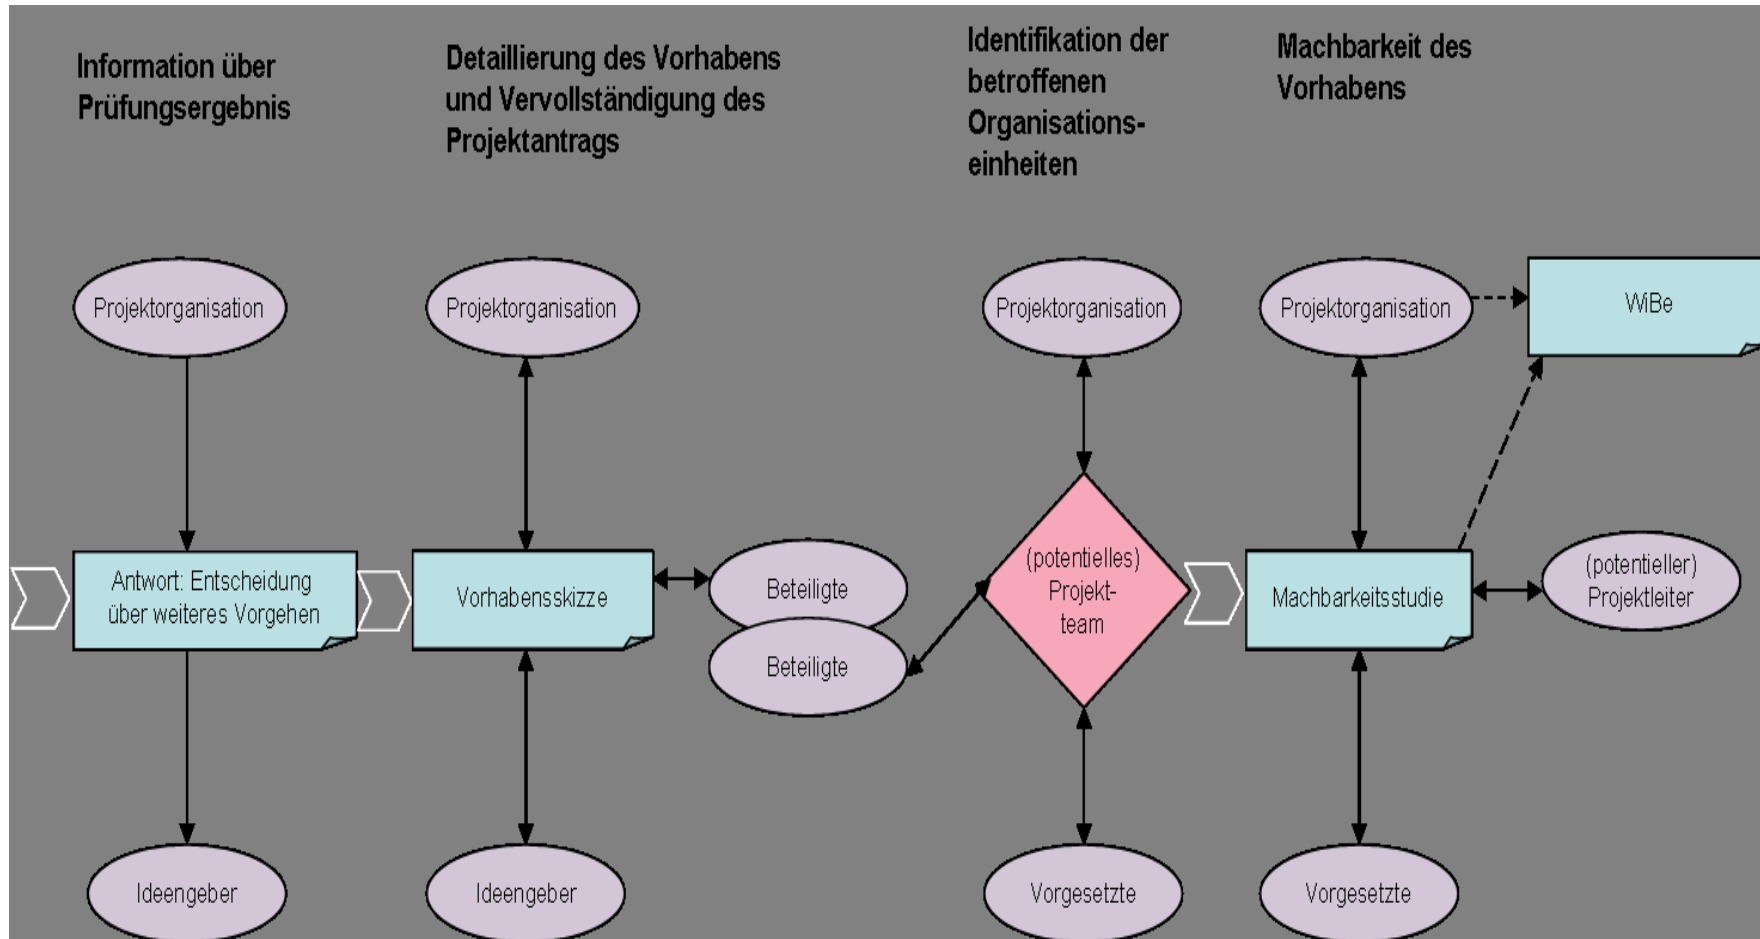 Information über
Prüfungsergebnis
Detaillierung des Vorhabens
und Vervollständigung des
Projektantrags
Identifikation der
betroffenen
Organisations-
einheiten
Machbarkeit des
Vorhabens
Projektorganisation
Projektorganisation
Projektorganisation
Projektorganisation
WiBe
Antwort: Entscheidung
über weiteres Vorgehen
Vorhabensskizze
Beteiligte
Beteiligte
(potentielles)
Projekt-
team
Machbarkeitsstudie
(potentieller)
Projektleiter
Ideengeber
Ideengeber
Vorgesetzte
Vorgesetzte